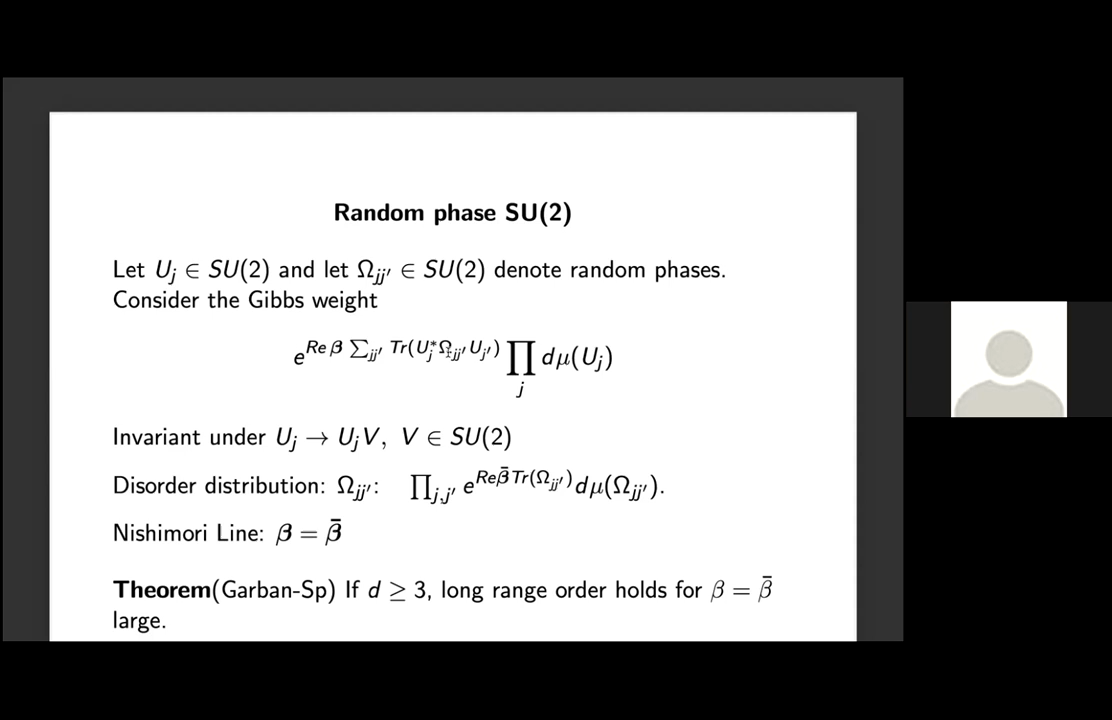 Random phase SU(2)
Let U_j ∈ SU(2) and let Ω_{jj'} ∈ SU(2) denote random phases.
Consider the Gibbs weight
e^{Re β ∑_{jj'} Tr(U_j^* Ω_{jj'} U_{j'})} ∏_j dμ(U_j)
Invariant under U_j → U_j V, V ∈ SU(2)
Disorder distribution: Ω_{jj'}: ∏_{j,j'} e^{Re β̄ Tr(Ω_{jj'})} dμ(Ω_{jj'}).
Nishimori Line: β = β̄
Theorem(Garban-Sp) If d ≥ 3, long range order holds for β = β̄
large.